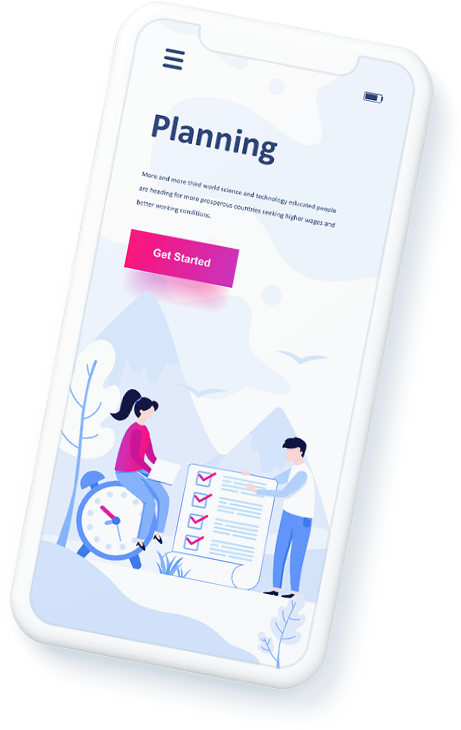 Planning
More and more third world science and technology educated people
are heading for more prosperous countries seeking higher wages and
better working conditions.
Get Started